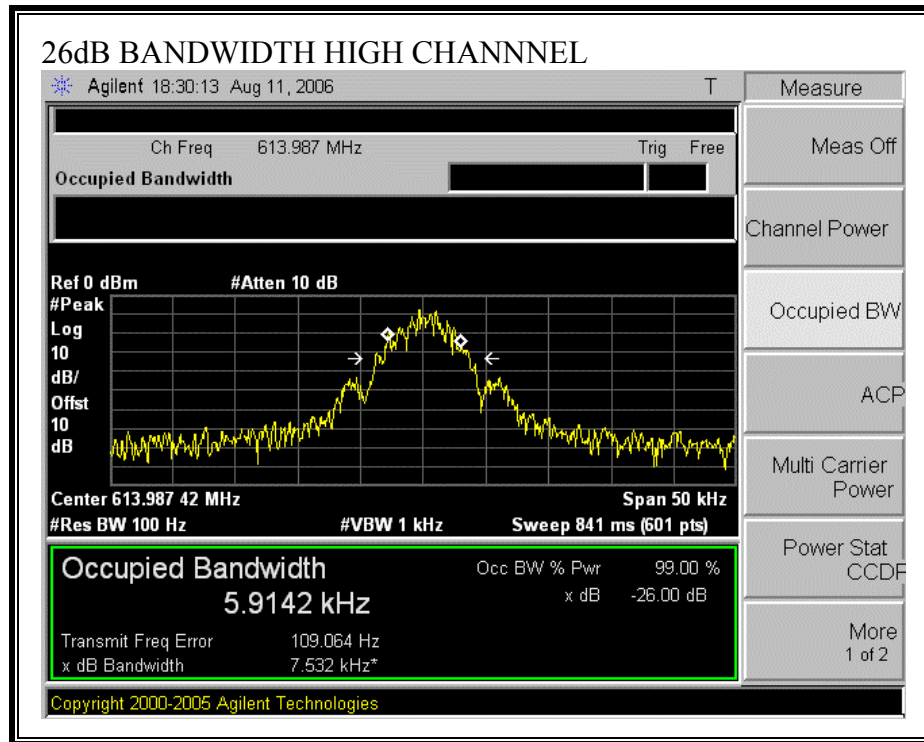 26dB BANDWIDTH HIGH CHANNNEL
Agilent 18:30:13 Aug 11, 2006 T
Measure
Ch Freq 613.987 MHz Trig Free
Occupied Bandwidth
Meas Off
Channel Power
Occupied BW
ACP
Multi Carrier
Power
Power Stat
CCDF
More
1 of 2
Ref 0 dBm #Atten 10 dB
#Peak
Log
10
dB/
Offst
10
dB
Center 613.987 42 MHz Span 50 kHz
#Res BW 100 Hz #VBW 1 kHz Sweep 841 ms (601 pts)
Occupied Bandwidth Occ BW % Pwr 99.00 %
5.9142 kHz x dB -26.00 dB
Transmit Freq Error 109.064 Hz
x dB Bandwidth 7.532 kHz*
Copyright 2000-2005 Agilent Technologies